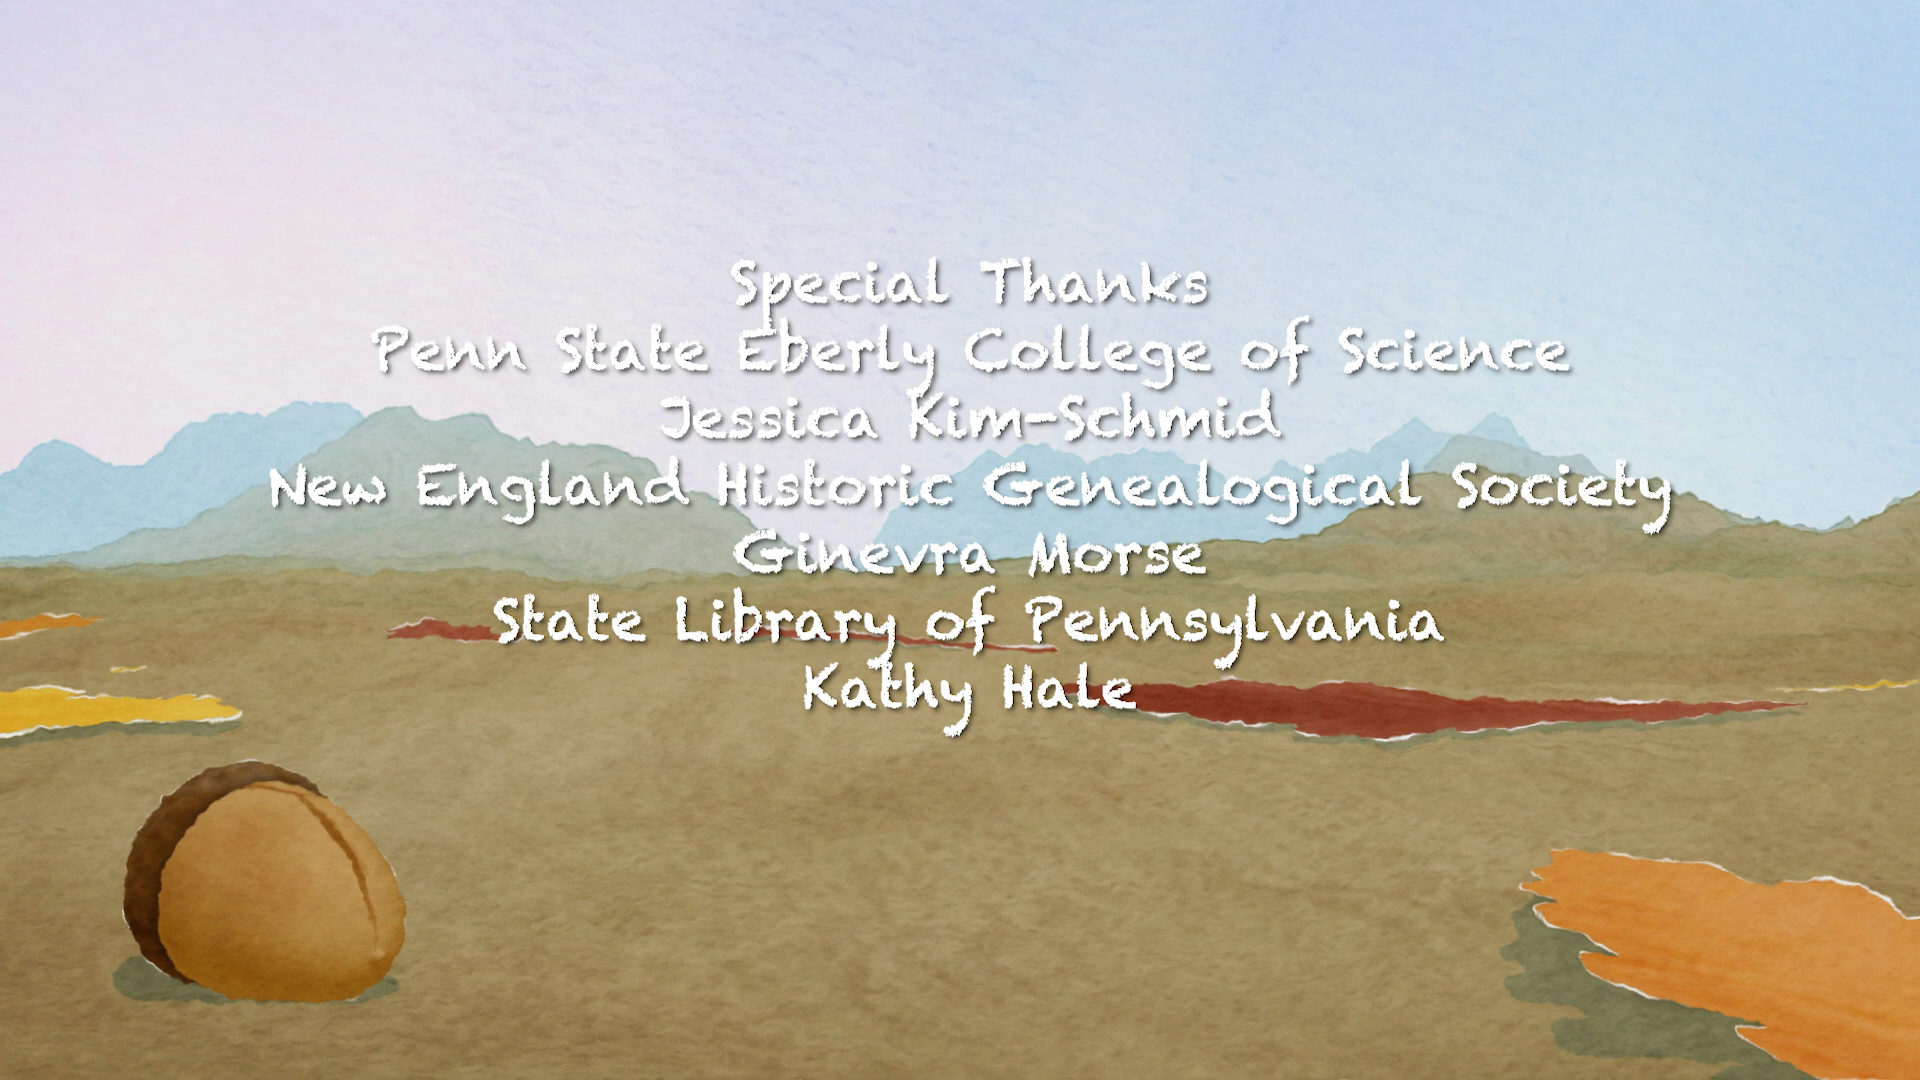 Special Thanks
Penn State Eberly College of Science
Jessica Kim-Schmid
New England Historic Genealogical Society
Ginevra Morse
State Library of Pennsylvania
Kathy Hale